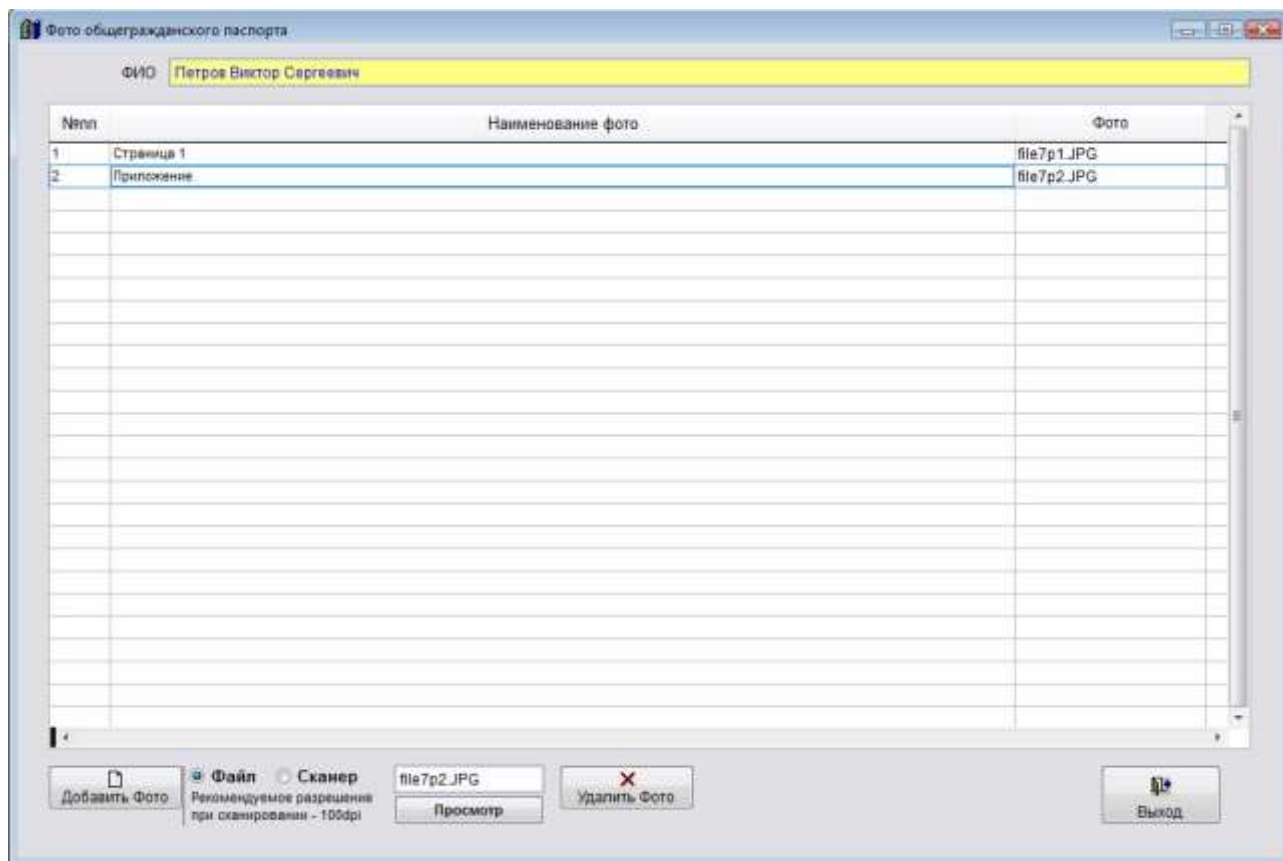 Фото общегражданского паспорта
ФИО Петров Виктор Сергеевич
№пп Наименование фото Фото
1 Страница 1 file7p1.JPG
2 Приложение file7p2.JPG
Добавить Фото
Файл Сканер
Рекомендуемое разрешение
при сканировании - 100dpi
file7p2.JPG
Просмотр
Удалить Фото
Выход